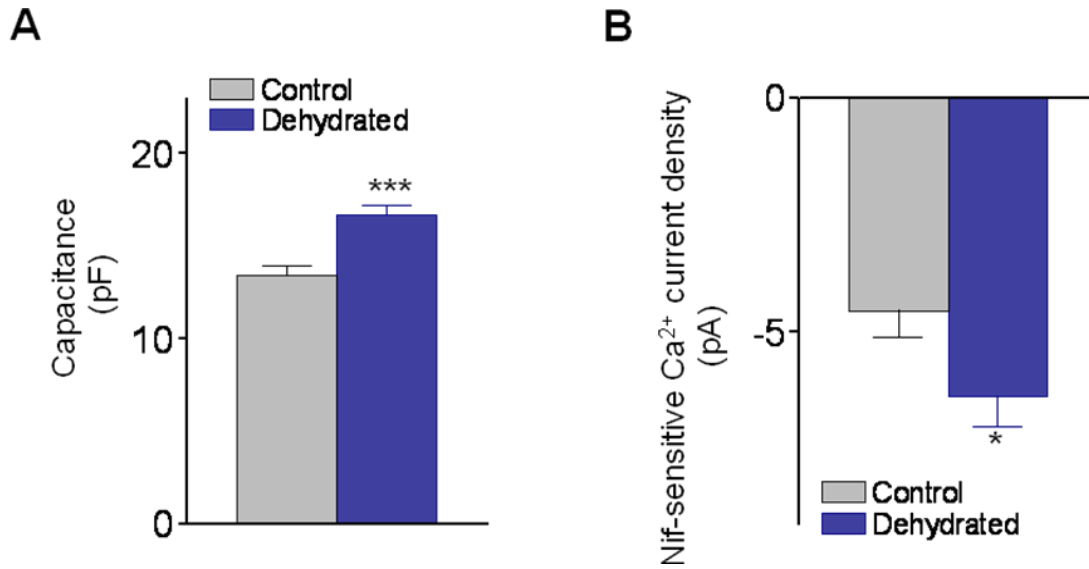 A
Control
Dehydrated
***
20
10
0
Capacitance
(pF)
B
0
-5
*
Nif-sensitive Ca²⁺ current density
(pA)
Control
Dehydrated